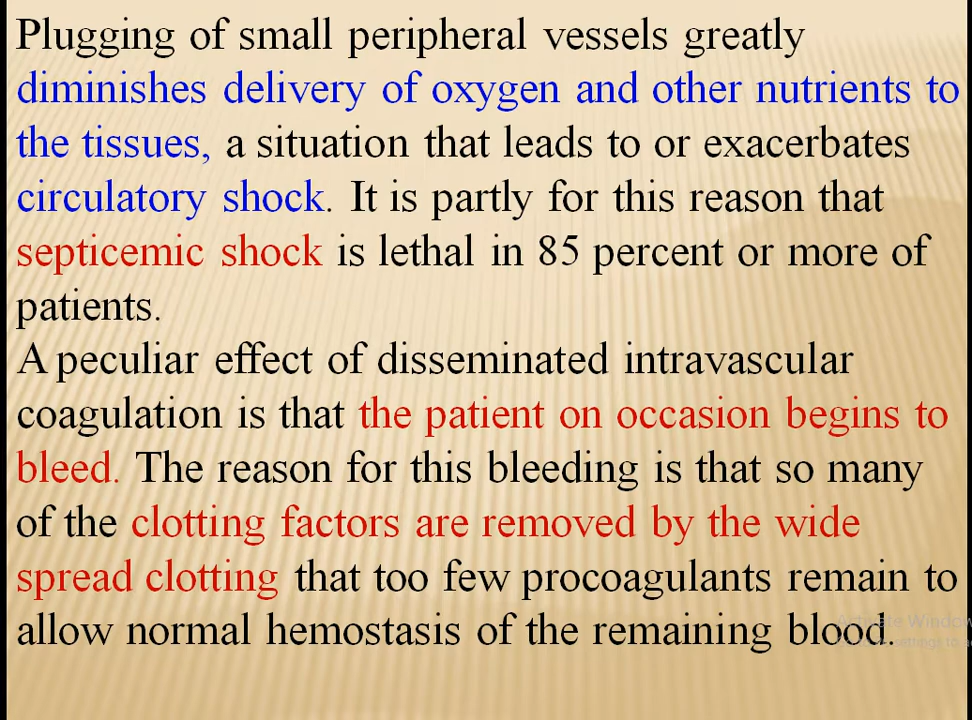 Plugging of small peripheral vessels greatly
diminishes delivery of oxygen and other nutrients to
the tissues, a situation that leads to or exacerbates
circulatory shock. It is partly for this reason that
septicemic shock is lethal in 85 percent or more of
patients.
A peculiar effect of disseminated intravascular
coagulation is that the patient on occasion begins to
bleed. The reason for this bleeding is that so many
of the clotting factors are removed by the wide
spread clotting that too few procoagulants remain to
allow normal hemostasis of the remaining blood.
Activate Window
settings to a